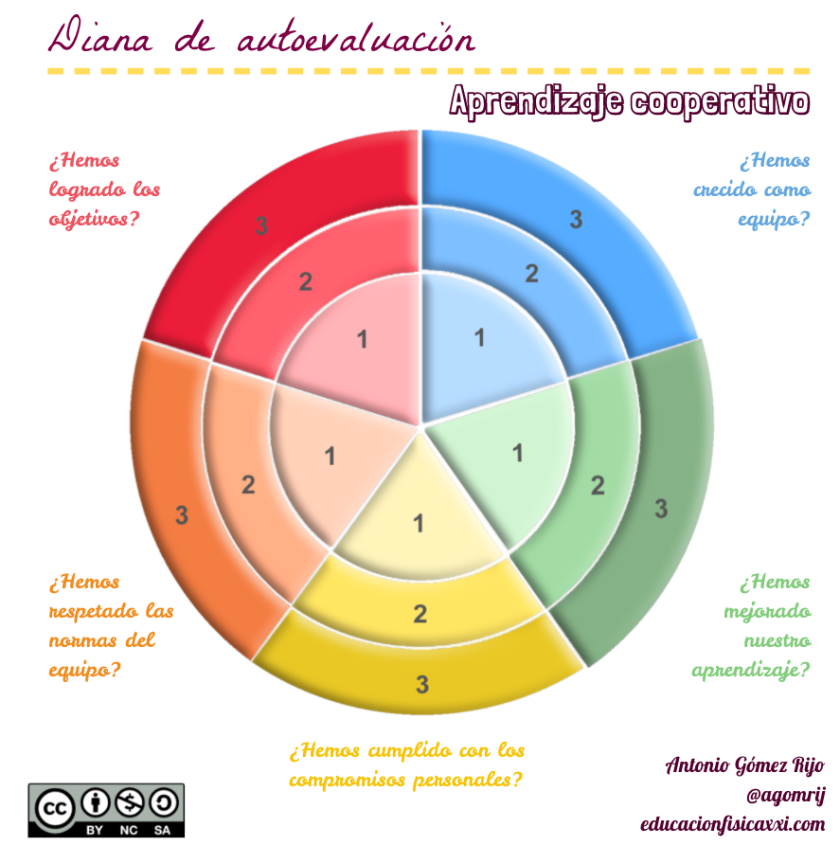 Diana de autoevaluación
Aprendizaje cooperativo
¿Hemos
logrado los
objetivos?
¿Hemos
crecido como
equipo?
3
3
2
2
1
1
1
1
2
2
3
3
1
2
3
¿Hemos
respetado las
normas del
equipo?
¿Hemos
mejorado
nuestro
aprendizaje?
¿Hemos cumplido con los
compromisos personales?
Antonio Gómez Rijo
@agomrij
educacionfisicaxxi.com
cc
BY NC SA